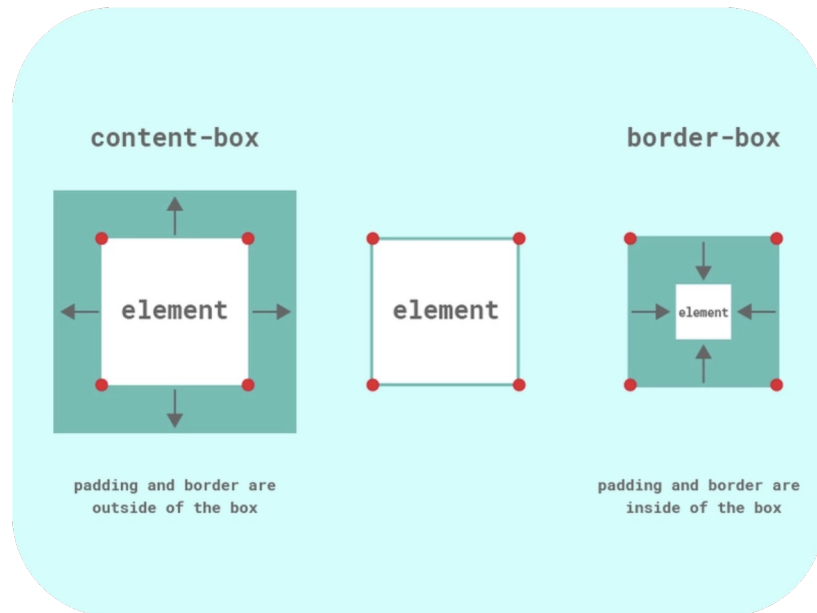 content-box
border-box
element
element
element
padding and border are
outside of the box
padding and border are
inside of the box